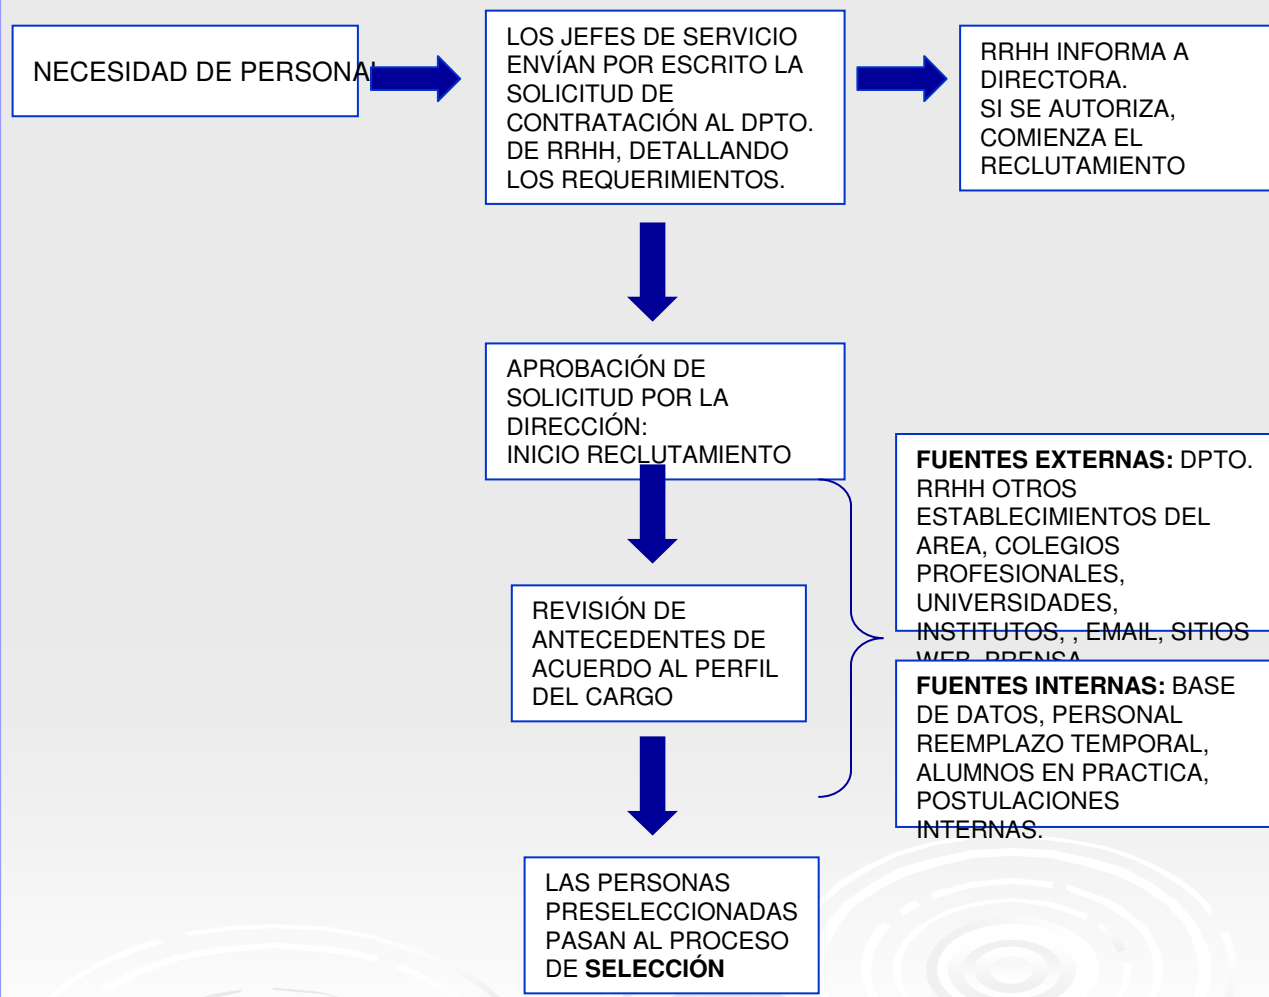 NECESIDAD DE PERSONAL
LOS JEFES DE SERVICIO
ENVÍAN POR ESCRITO LA
SOLICITUD DE
CONTRATACIÓN AL DPTO.
DE RRHH, DETALLANDO
LOS REQUERIMIENTOS.
RRHH INFORMA A
DIRECTORA.
SI SE AUTORIZA,
COMIENZA EL
RECLUTAMIENTO
APROBACIÓN DE
SOLICITUD POR LA
DIRECCIÓN:
INICIO RECLUTAMIENTO
FUENTES EXTERNAS: DPTO.
RRHH OTROS
ESTABLECIMIENTOS DEL
AREA, COLEGIOS
PROFESIONALES,
UNIVERSIDADES,
INSTITUTOS, , EMAIL, SITIOS
WEB, PRENSA
REVISIÓN DE
ANTECEDENTES DE
ACUERDO AL PERFIL
DEL CARGO
FUENTES INTERNAS: BASE
DE DATOS, PERSONAL
REEMPLAZO TEMPORAL,
ALUMNOS EN PRACTICA,
POSTULACIONES
INTERNAS.
LAS PERSONAS
PRESELECCIONADAS
PASAN AL PROCESO
DE SELECCIÓN